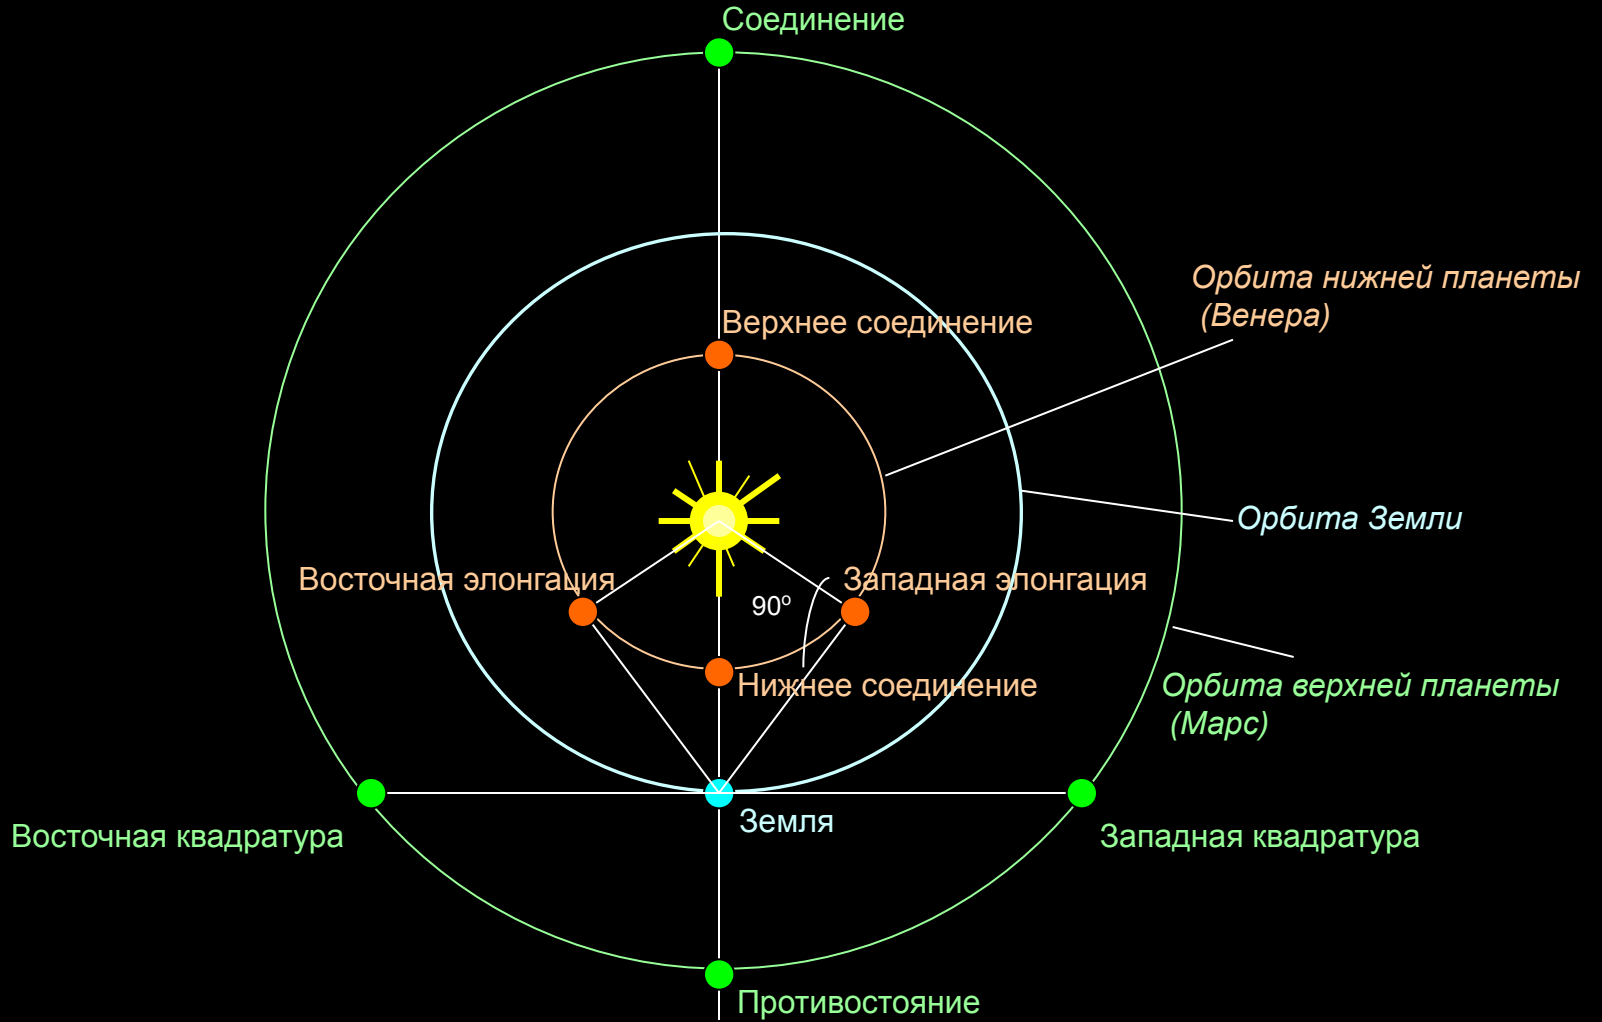 Соединение
Орбита нижней планеты
(Венера)
Верхнее соединение
Орбита Земли
Восточная элонгация
Западная элонгация
90º
Нижнее соединение
Орбита верхней планеты
(Марс)
Земля
Восточная квадратура
Западная квадратура
Противостояние